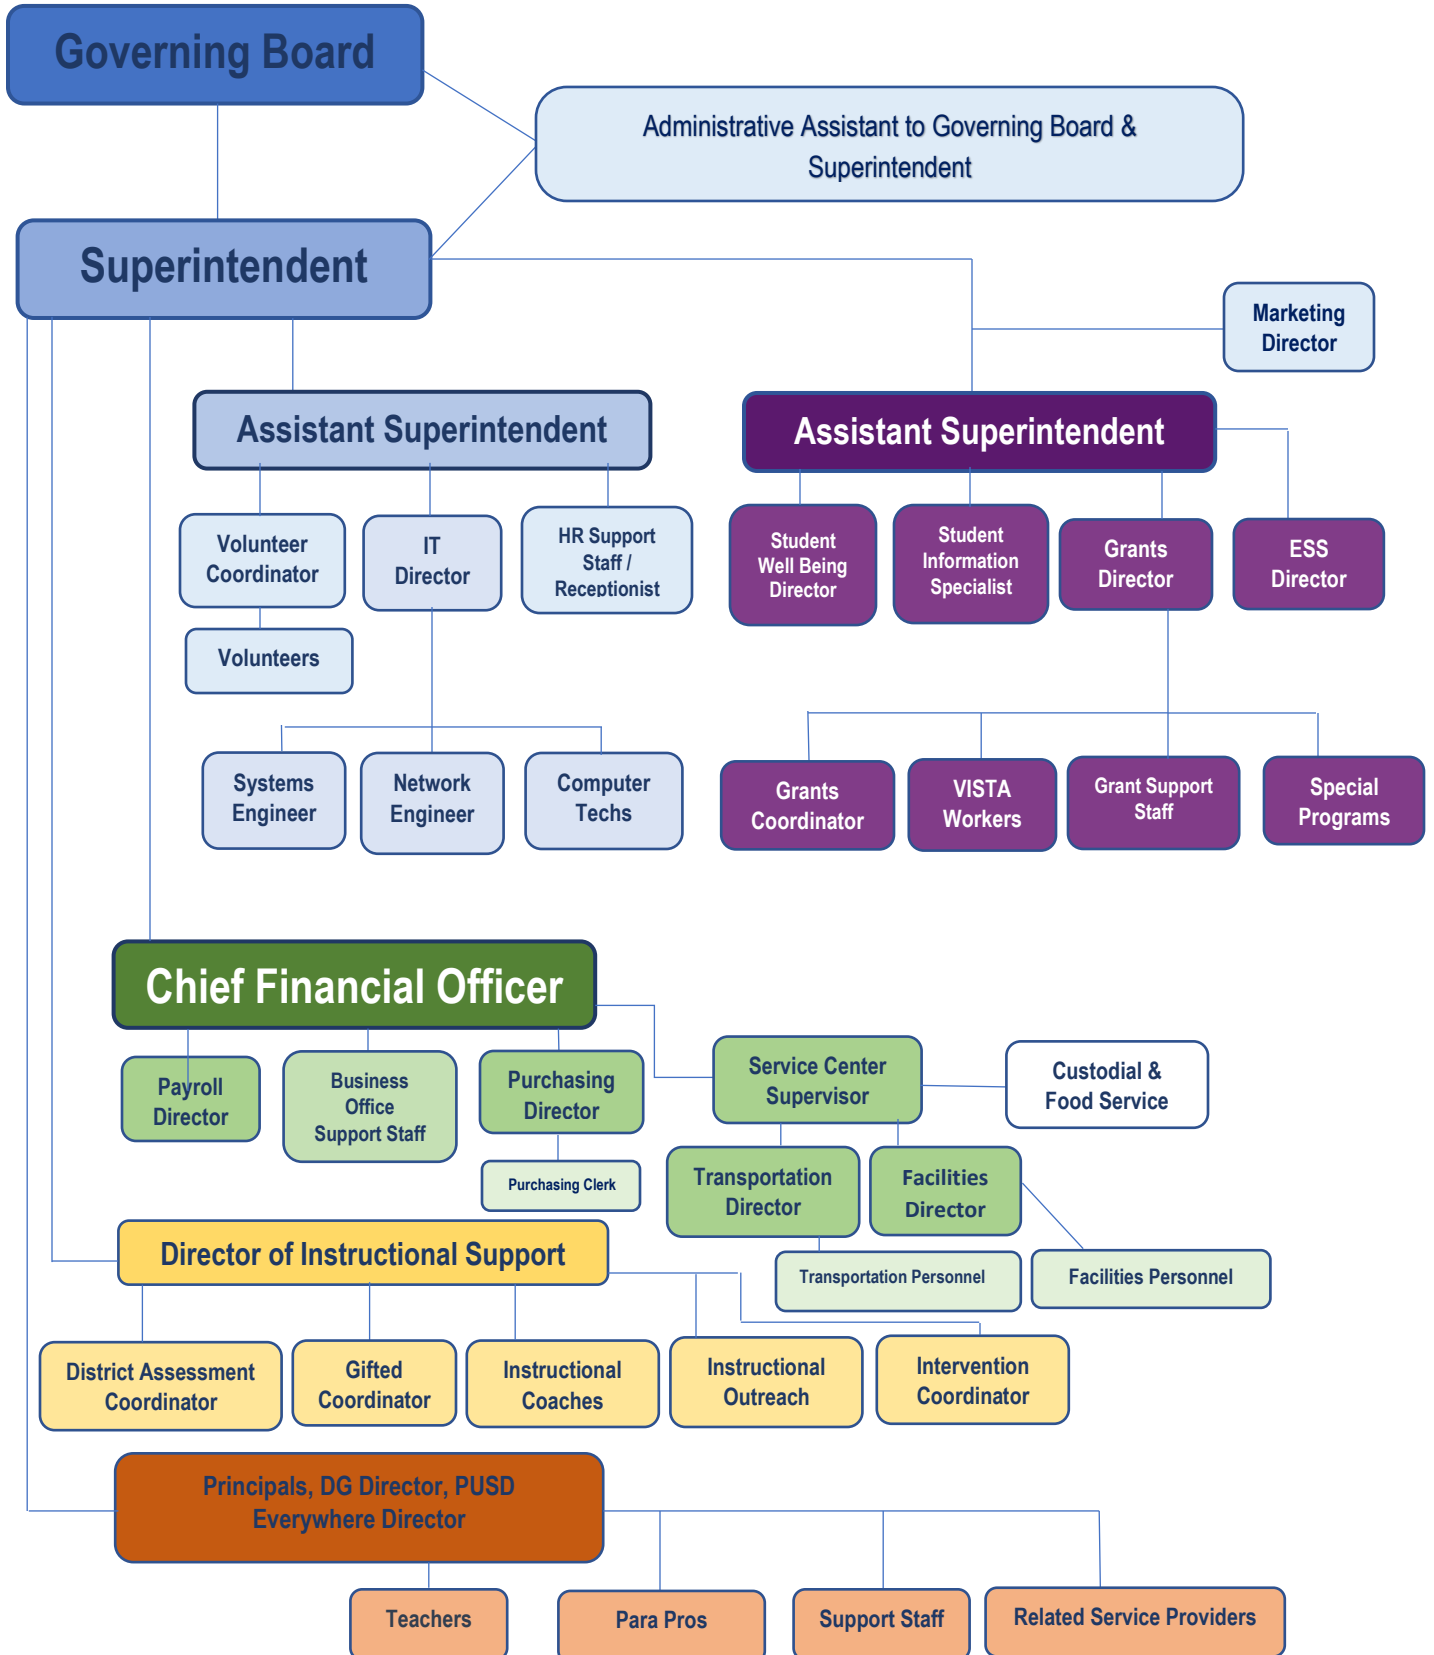 Governing Board
Administrative Assistant to Governing Board &
Superintendent
Superintendent
Marketing
Director
Assistant Superintendent
Assistant Superintendent
Volunteer
Coordinator
IT
Director
HR Support
Staff /
Receptionist
Student
Well Being
Director
Student
Information
Specialist
Grants
Director
ESS
Director
Volunteers
Systems
Engineer
Network
Engineer
Computer
Techs
Grants
Coordinator
VISTA
Workers
Grant Support
Staff
Special
Programs
Chief Financial Officer
Payroll
Director
Business
Office
Support Staff
Purchasing
Director
Service Center
Supervisor
Custodial &
Food Service
Purchasing Clerk
Transportation
Director
Facilities
Director
Director of Instructional Support
Transportation Personnel
Facilities Personnel
District Assessment
Coordinator
Gifted
Coordinator
Instructional
Coaches
Instructional
Outreach
Intervention
Coordinator
Principals, DG Director, PUSD
Everywhere Director
Teachers
Para Pros
Support Staff
Related Service Providers